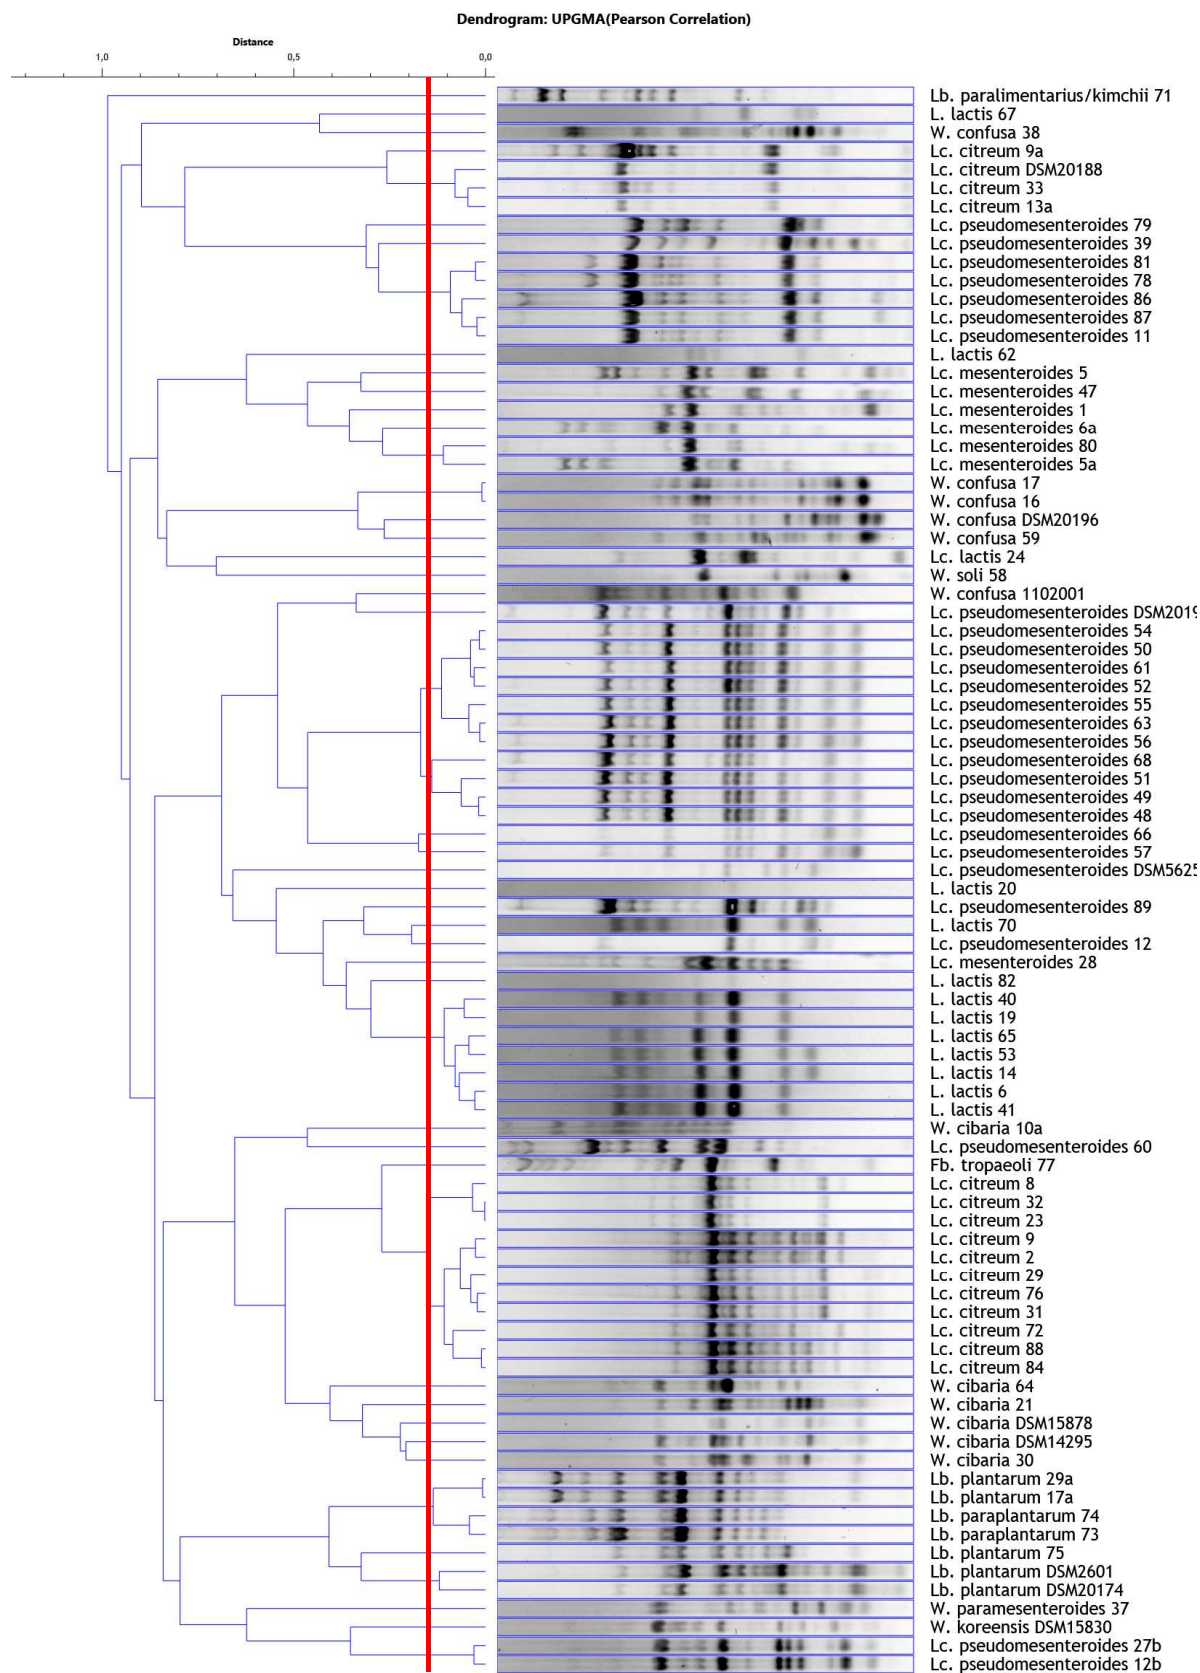 Dendrogram: UPGMA(Pearson Correlation)
Distance
1,0 0,5 0,0
Lb. paralimentarius/kimchii 71
L. lactis 67
W. confusa 38
Lc. citreum 9a
Lc. citreum DSM20188
Lc. citreum 33
Lc. citreum 13a
Lc. pseudomesenteroides 79
Lc. pseudomesenteroides 39
Lc. pseudomesenteroides 81
Lc. pseudomesenteroides 78
Lc. pseudomesenteroides 86
Lc. pseudomesenteroides 87
Lc. pseudomesenteroides 11
L. lactis 62
Lc. mesenteroides 5
Lc. mesenteroides 47
Lc. mesenteroides 1
Lc. mesenteroides 6a
Lc. mesenteroides 80
Lc. mesenteroides 5a
W. confusa 17
W. confusa 16
W. confusa DSM20196
W. confusa 59
Lc. lactis 24
W. soli 58
W. confusa 1102001
Lc. pseudomesenteroides DSM2019
Lc. pseudomesenteroides 54
Lc. pseudomesenteroides 50
Lc. pseudomesenteroides 61
Lc. pseudomesenteroides 52
Lc. pseudomesenteroides 55
Lc. pseudomesenteroides 63
Lc. pseudomesenteroides 56
Lc. pseudomesenteroides 68
Lc. pseudomesenteroides 51
Lc. pseudomesenteroides 49
Lc. pseudomesenteroides 48
Lc. pseudomesenteroides 66
Lc. pseudomesenteroides 57
Lc. pseudomesenteroides DSM5625
L. lactis 20
Lc. pseudomesenteroides 89
L. lactis 70
Lc. pseudomesenteroides 12
Lc. mesenteroides 28
L. lactis 82
L. lactis 40
L. lactis 19
L. lactis 65
L. lactis 53
L. lactis 14
L. lactis 6
L. lactis 41
W. cibaria 10a
Lc. pseudomesenteroides 60
Fb. tropaeoli 77
Lc. citreum 8
Lc. citreum 32
Lc. citreum 23
Lc. citreum 9
Lc. citreum 2
Lc. citreum 29
Lc. citreum 76
Lc. citreum 31
Lc. citreum 72
Lc. citreum 88
Lc. citreum 84
W. cibaria 64
W. cibaria 21
W. cibaria DSM15878
W. cibaria DSM14295
W. cibaria 30
Lb. plantarum 29a
Lb. plantarum 17a
Lb. paraplantarum 74
Lb. paraplantarum 73
Lb. plantarum 75
Lb. plantarum DSM2601
Lb. plantarum DSM20174
W. paramesenteroides 37
W. koreensis DSM15830
Lc. pseudomesenteroides 27b
Lc. pseudomesenteroides 12b